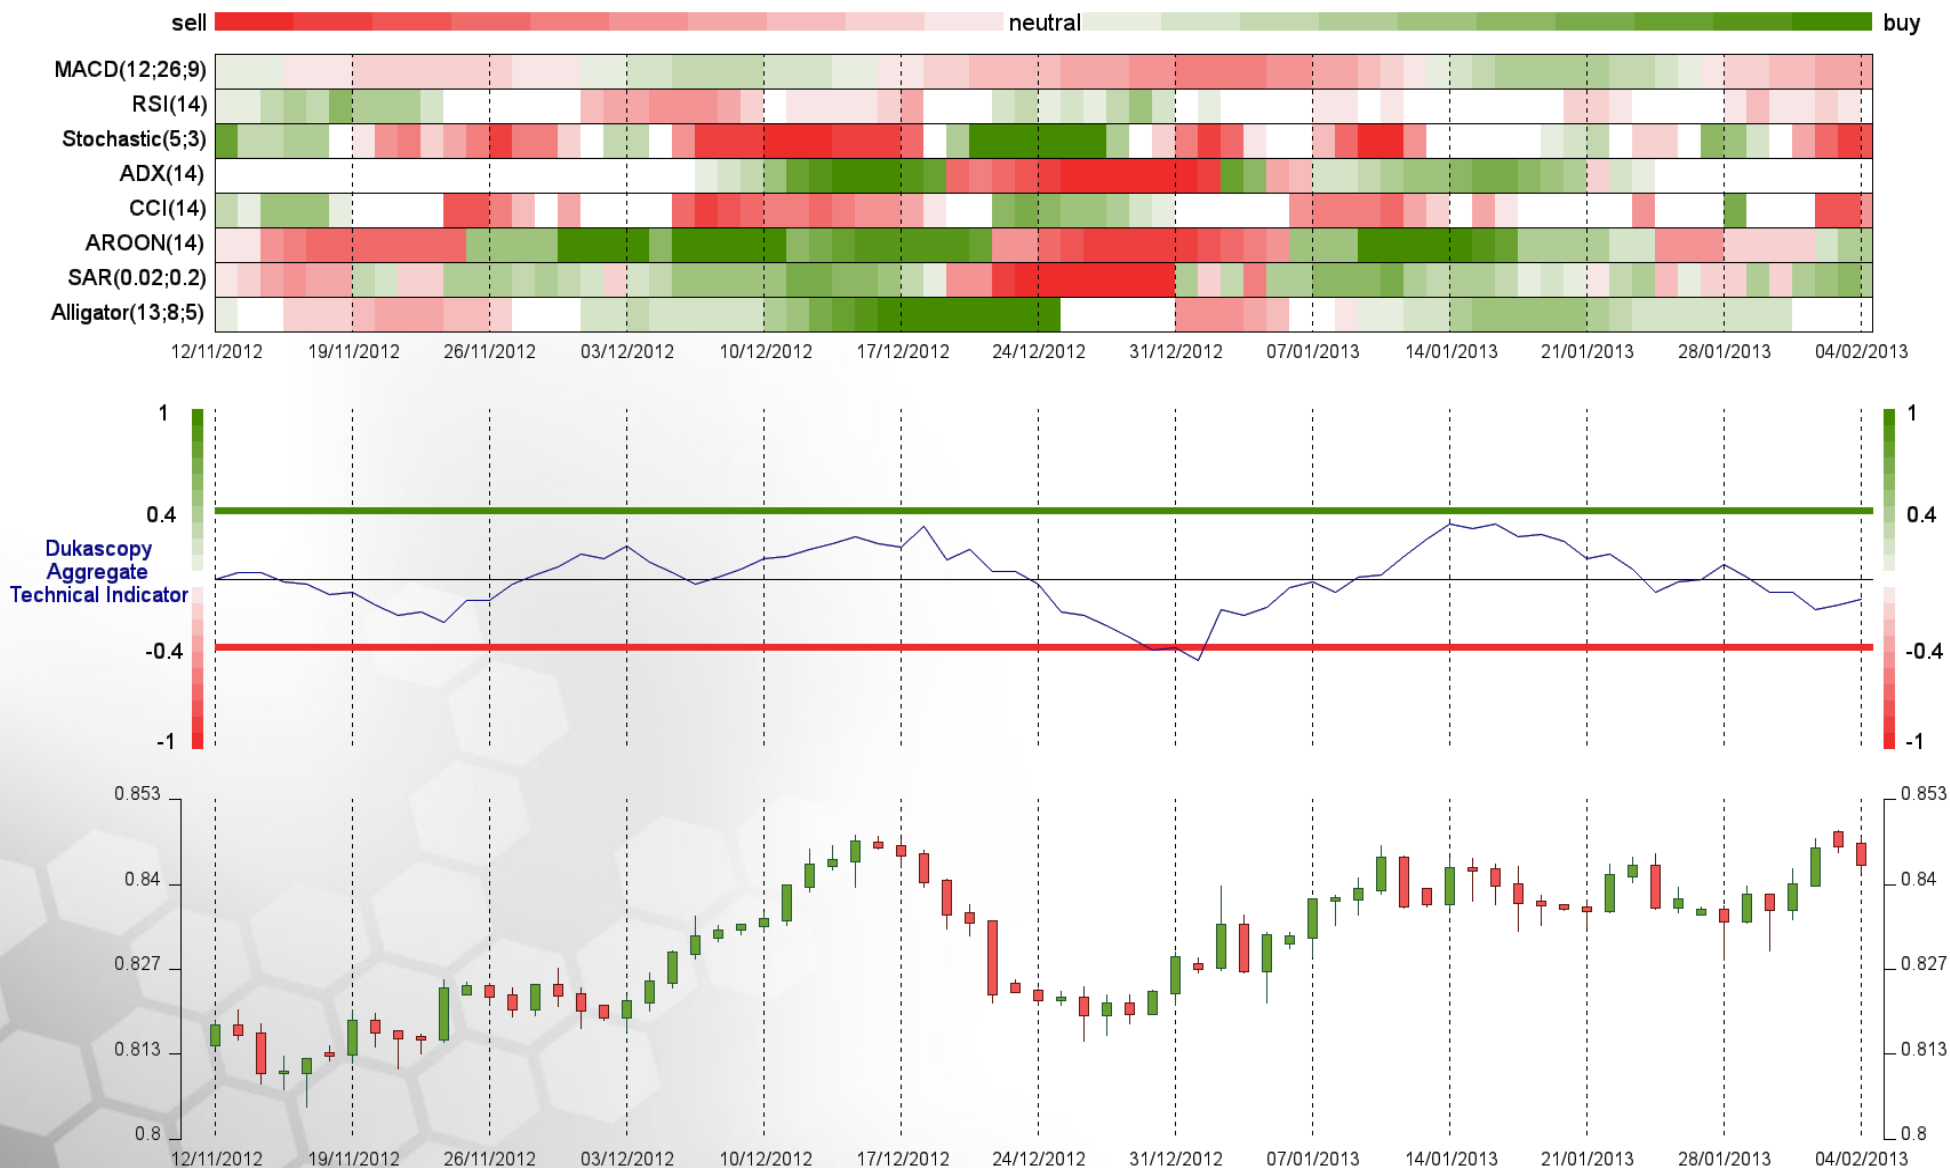 sell neutral buy
MACD(12;26;9)
RSI(14)
Stochastic(5;3)
ADX(14)
CCI(14)
AROON(14)
SAR(0.02;0.2)
Alligator(13;8;5)
12/11/2012 19/11/2012 26/11/2012 03/12/2012 10/12/2012 17/12/2012 24/12/2012 31/12/2012 07/01/2013 14/01/2013 21/01/2013 28/01/2013 04/02/2013
1 1
0.4 0.4
Dukascopy
Aggregate
Technical Indicator
-0.4 -0.4
-1 -1
0.853 0.853
0.84 0.84
0.827 0.827
0.813 0.813
0.8 0.8
12/11/2012 19/11/2012 26/11/2012 03/12/2012 10/12/2012 17/12/2012 24/12/2012 31/12/2012 07/01/2013 14/01/2013 21/01/2013 28/01/2013 04/02/2013